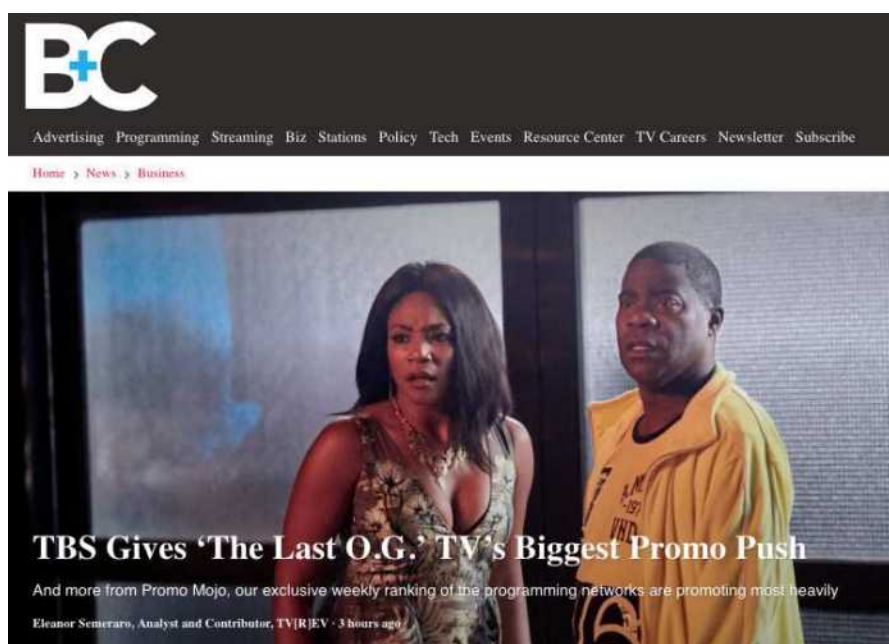 B+C
Advertising Programming Streaming Biz Stations Policy Tech Events Resource Center TV Careers Newsletter Subscribe
Home > News > Business
TBS Gives ‘The Last O.G.’ TV’s Biggest Promo Push
And more from Promo Mojo, our exclusive weekly ranking of the programming networks are promoting most heavily
Eleanor Semeraro, Analyst and Contributor, TV[R]EV · 3 hours ago